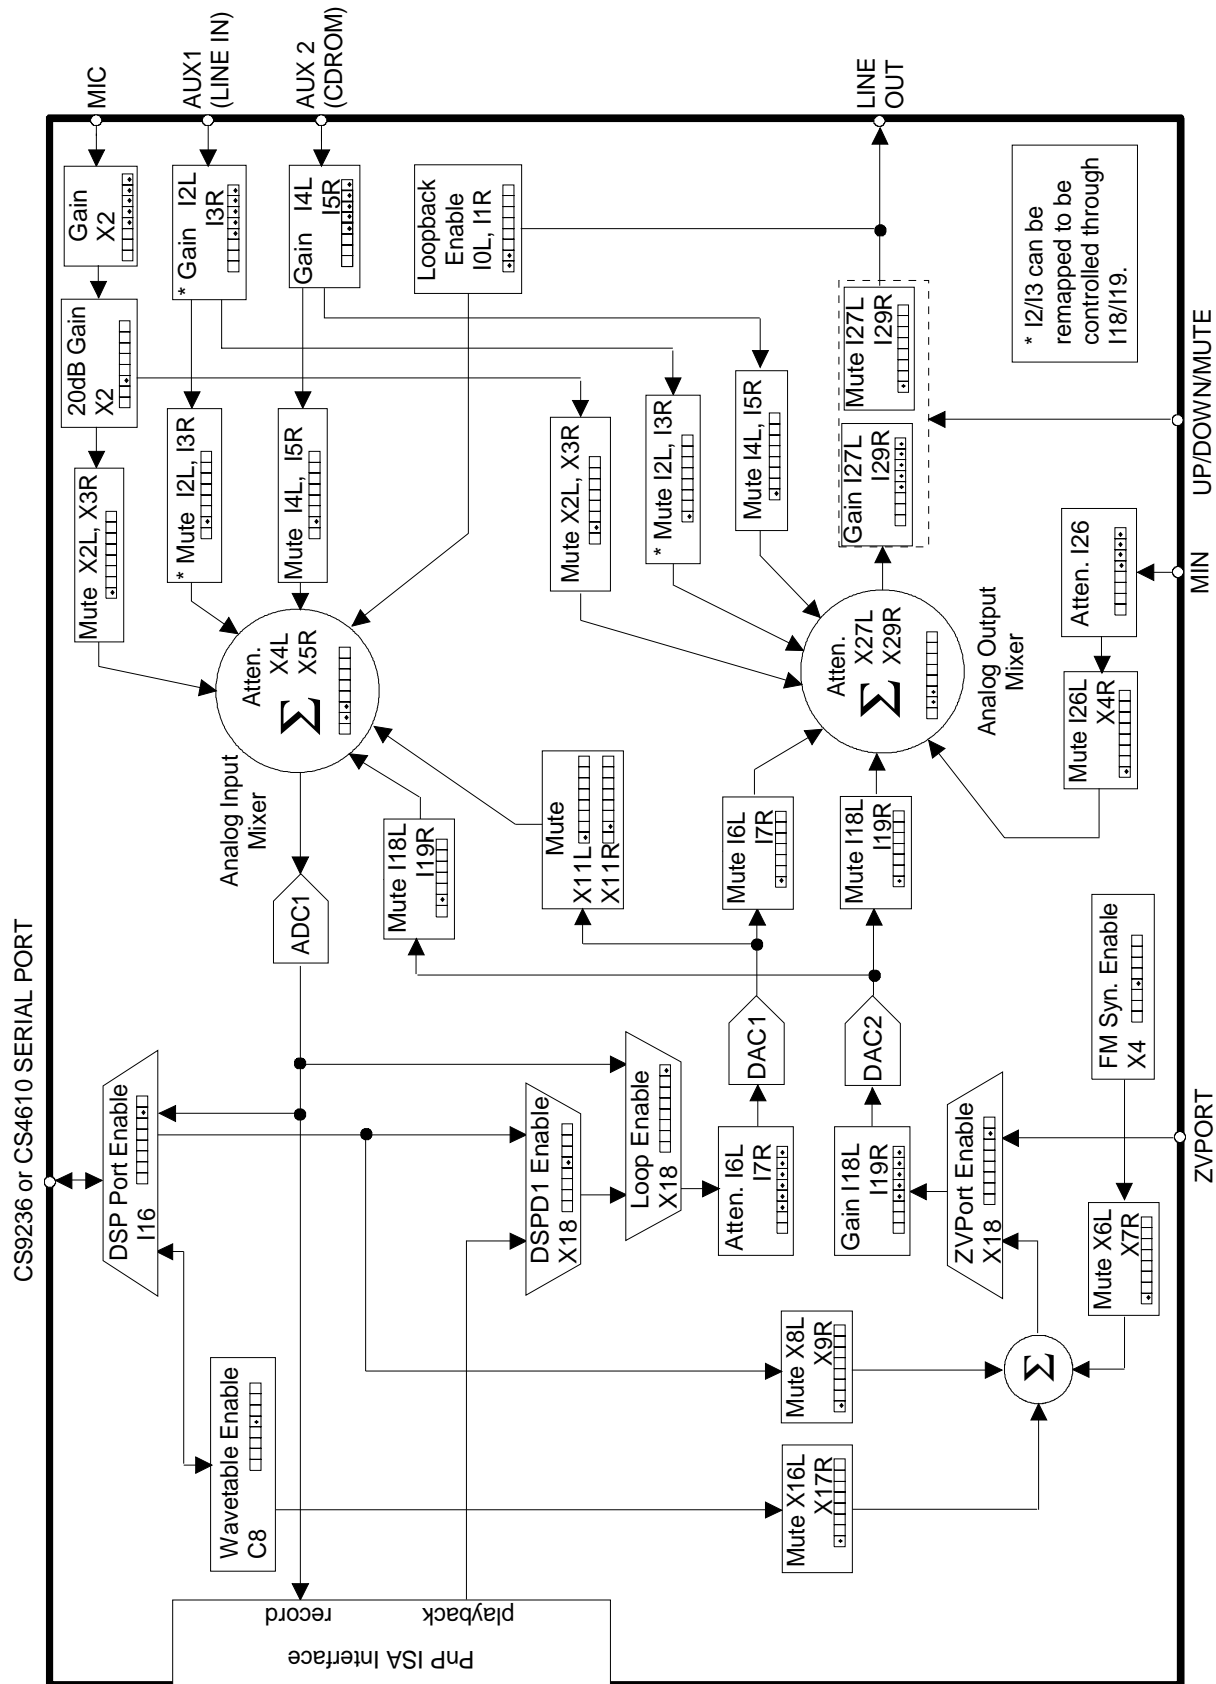 CS9236 or CS4610 SERIAL PORT
MIC
AUX1
(LINE IN)
AUX 2
(CDROM)
LINE
OUT
UP/DOWN/MUTE
MIN
ZVPORT
Gain
X2
* Gain I2L
I3R
Gain I4L
I5R
Loopback
Enable
I0L, I1R
20dB Gain
X2
Mute X2L, X3R
* Mute I2L, I3R
Mute I4L, I5R
Mute X2L, X3R
* Mute I2L, I3R
Mute I4L, I5R
Gain I27L
I29R
Mute I27L
I29R
* I2/I3 can be
remapped to be
controlled through
I18/I19.
Atten.
X4L
X5R
Σ
Analog Input
Mixer
Atten.
X27L
X29R
Σ
Analog Output
Mixer
Atten. I26
Mute I26L
X4R
ADC1
Mute I18L
I19R
Mute
X11L
X11R
Mute I6L
I7R
Mute I18L
I19R
DSP Port Enable
I16
DSPD1 Enable
X18
Loop Enable
X18
DAC1
DAC2
Atten. I6L
I7R
Gain I18L
I19R
ZVPort Enable
X18
FM Syn. Enable
X4
Mute X6L
X7R
Wavetable Enable
C8
Mute X8L
X9R
Mute X16L
X17R
Σ
record
playback
PnP ISA Interface